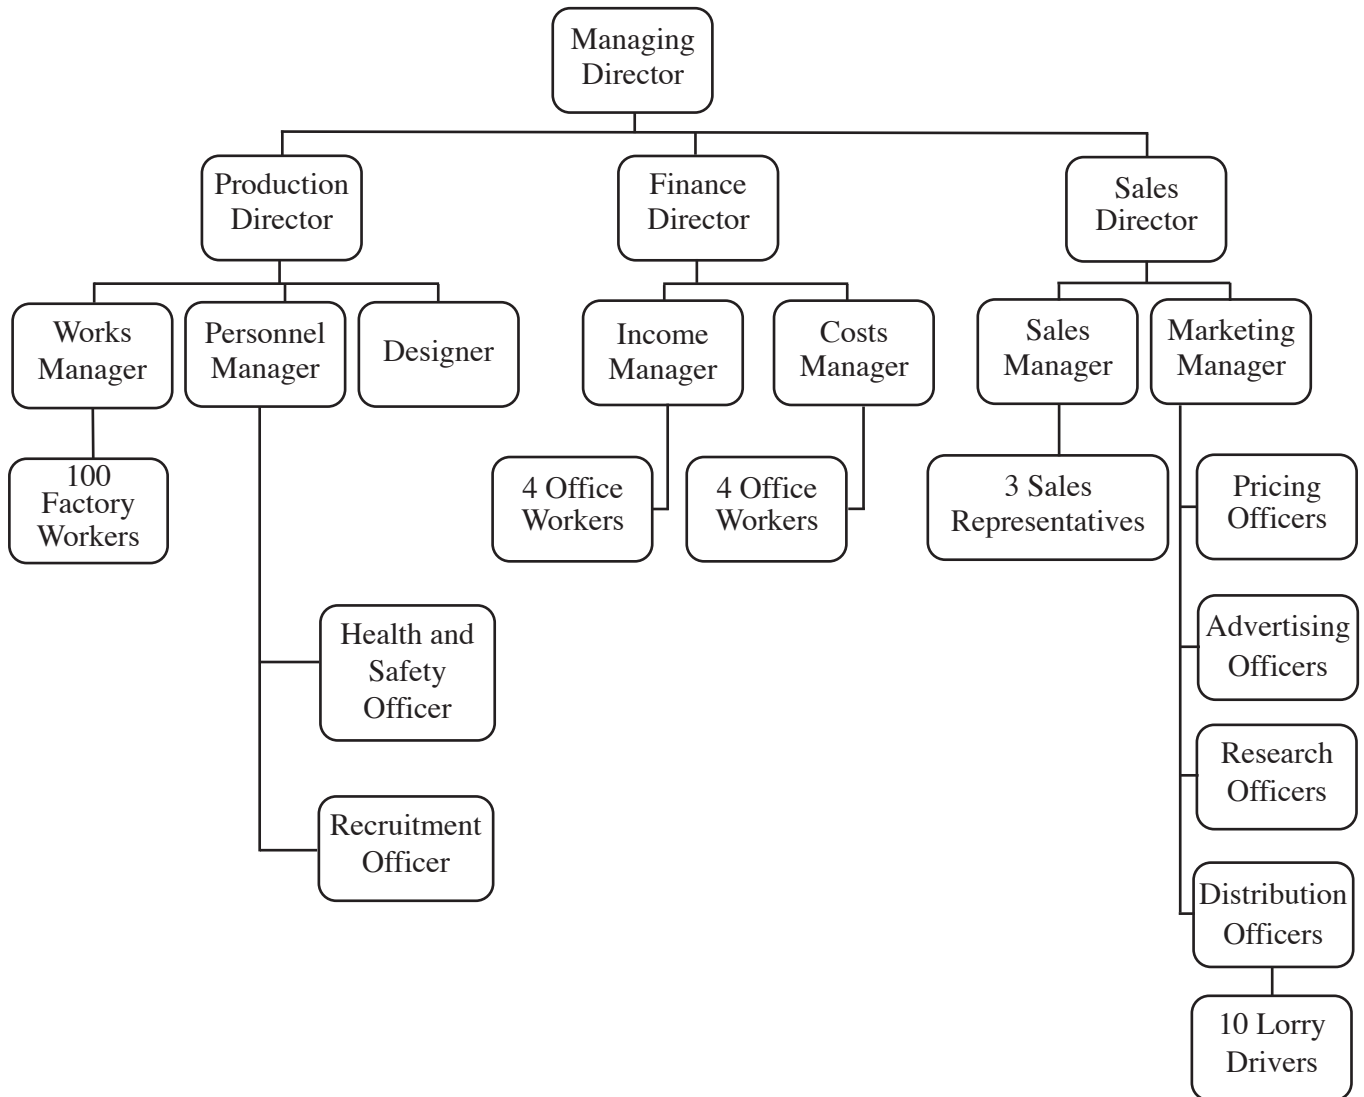 Managing
Director
Production
Director
Finance
Director
Sales
Director
Works
Manager
Personnel
Manager
Designer
Income
Manager
Costs
Manager
Sales
Manager
Marketing
Manager
100
Factory
Workers
4 Office
Workers
4 Office
Workers
3 Sales
Representatives
Pricing
Officers
Health and
Safety
Officer
Advertising
Officers
Research
Officers
Recruitment
Officer
Distribution
Officers
10 Lorry
Drivers